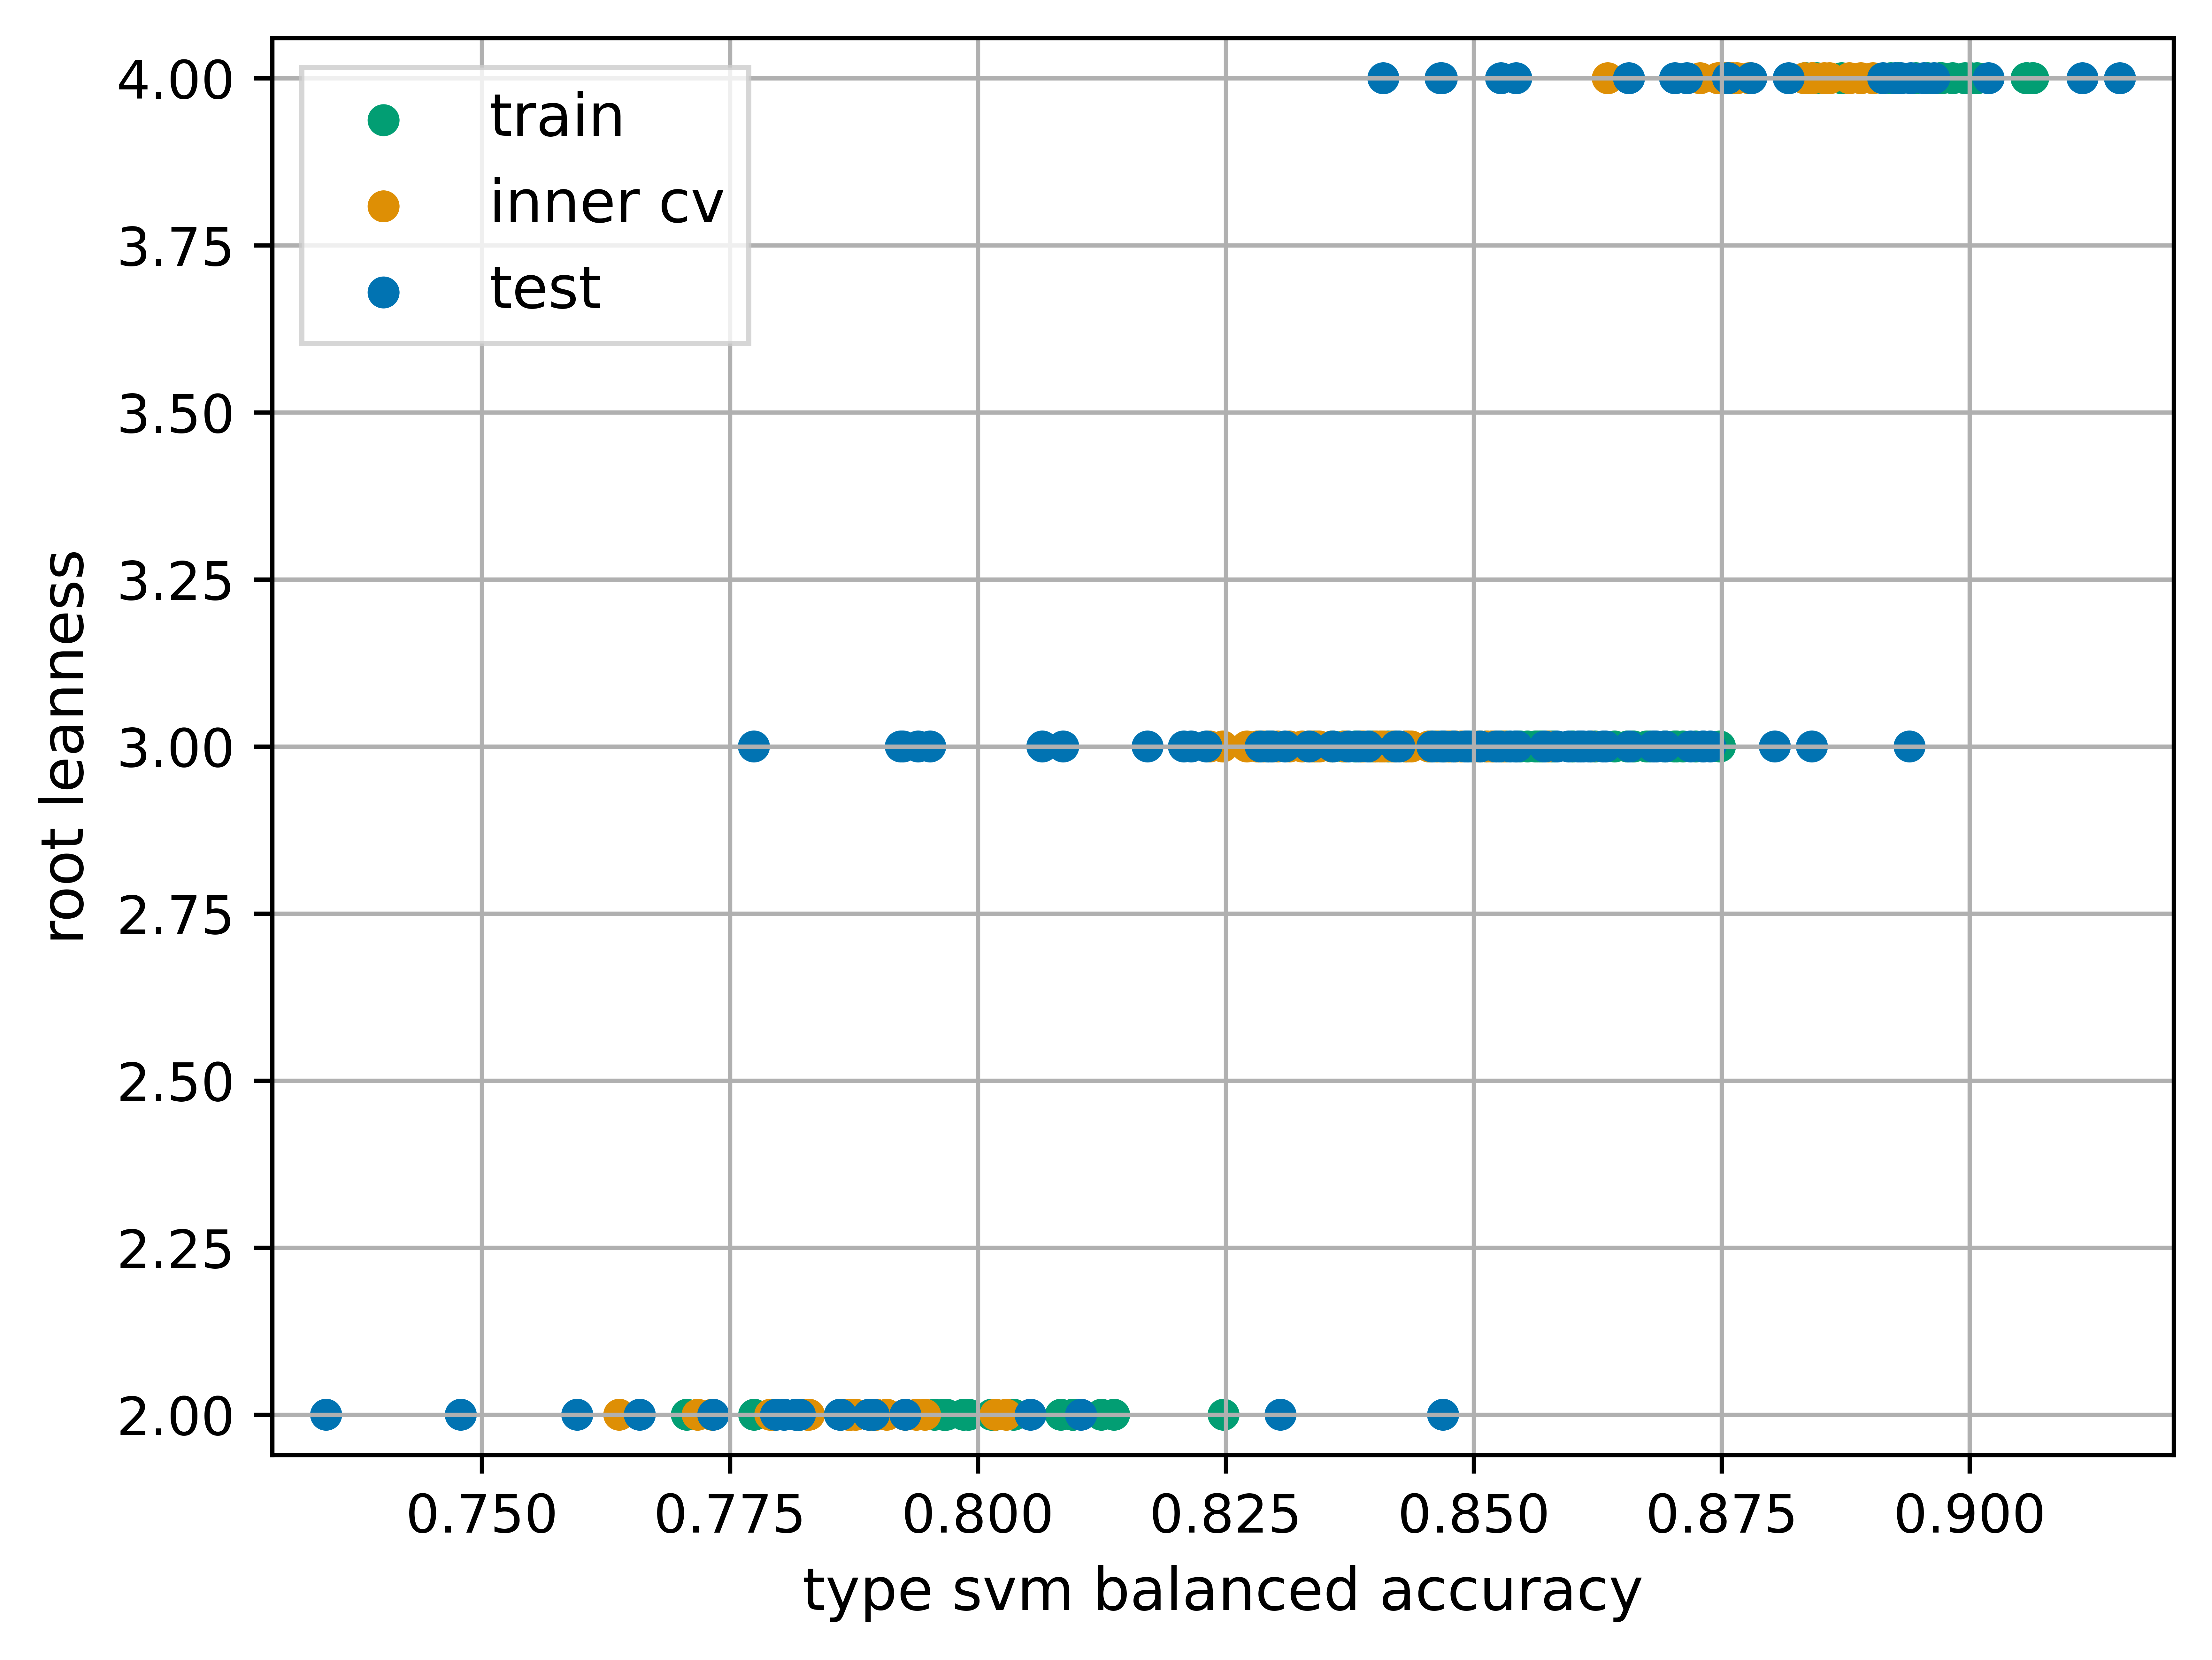 train
inner cv
test
4.00
3.75
3.50
3.25
3.00
2.75
2.50
2.25
2.00
root leanness
0.750 0.775 0.800 0.825 0.850 0.875 0.900
type svm balanced accuracy